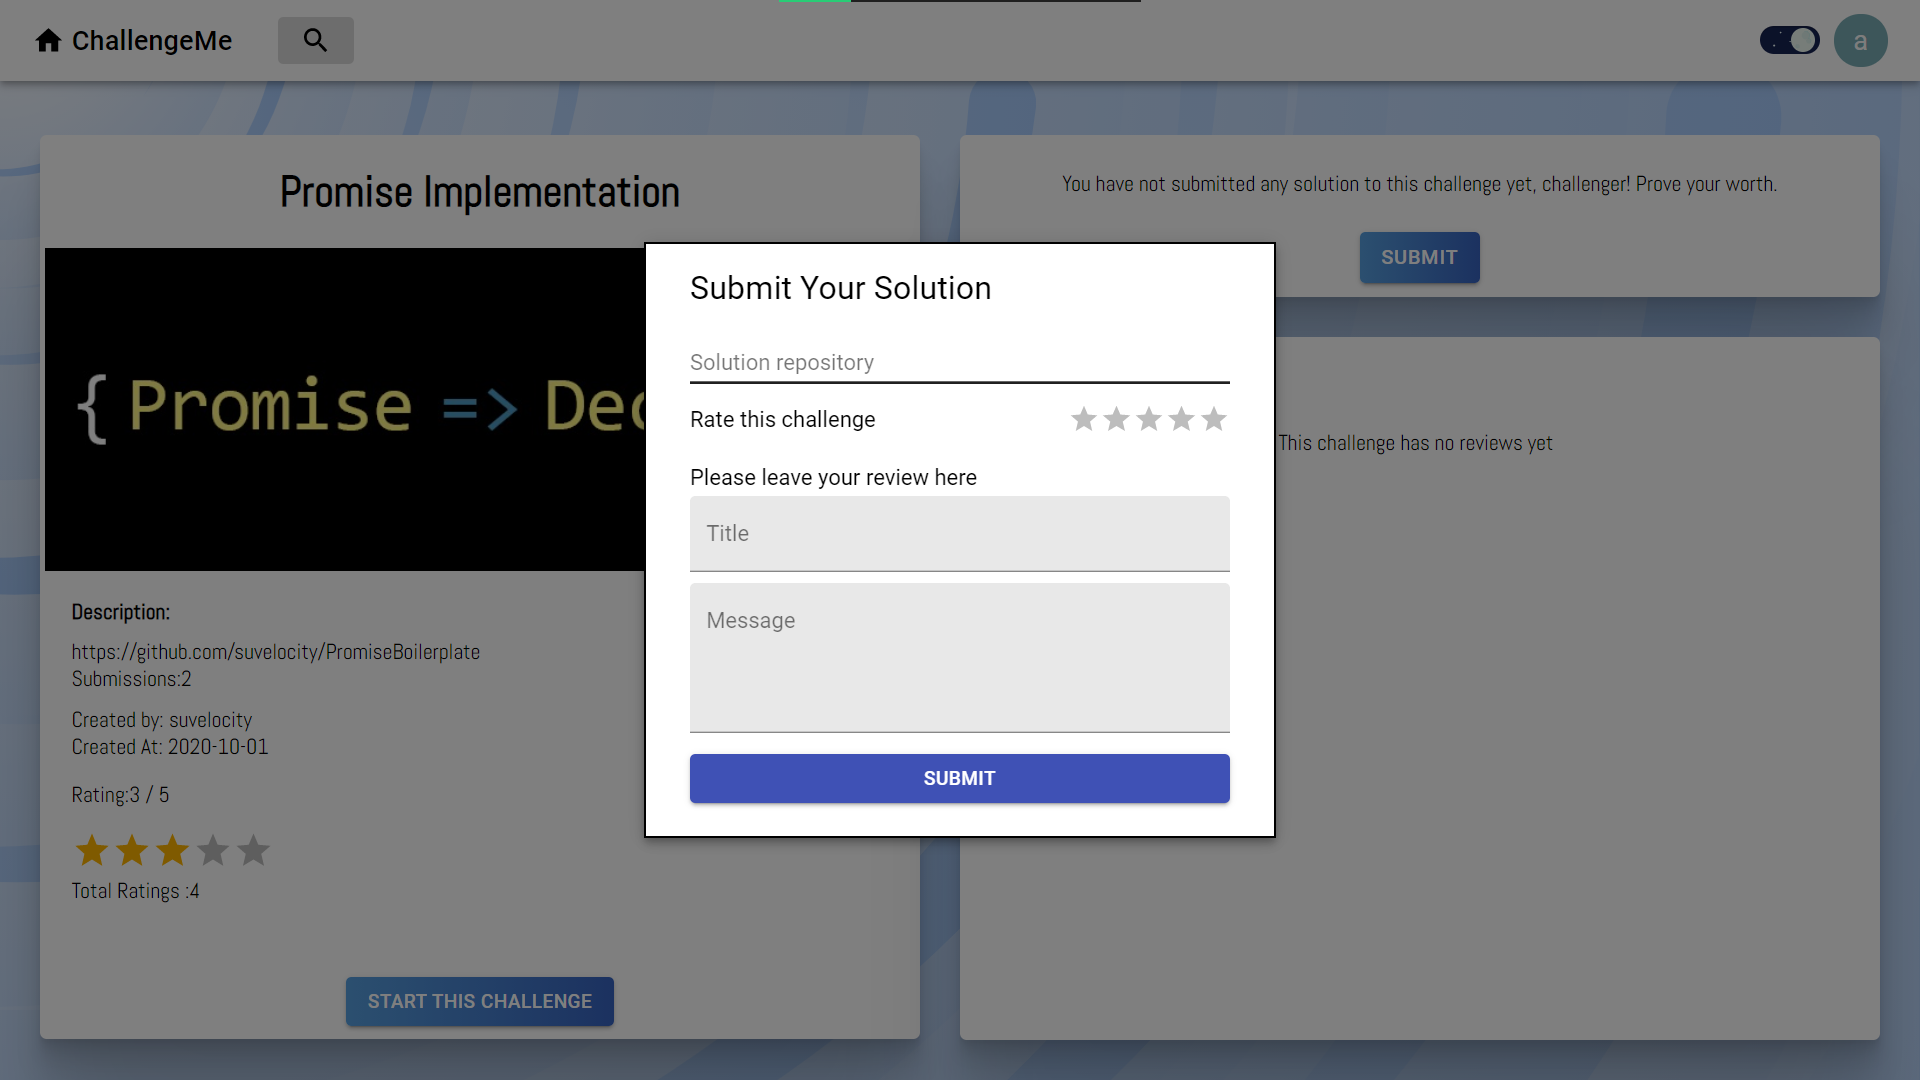 ChallengeMe
a
Promise Implementation
{ Promise => Dec
Description:
https://github.com/suvelocity/PromiseBoilerplate
Submissions:2
Created by: suvelocity
Created At: 2020-10-01
Rating:3 / 5
Total Ratings :4
START THIS CHALLENGE
You have not submitted any solution to this challenge yet, challenger! Prove your worth.
SUBMIT
This challenge has no reviews yet
Submit Your Solution
Solution repository
Rate this challenge
Please leave your review here
Title
Message
SUBMIT